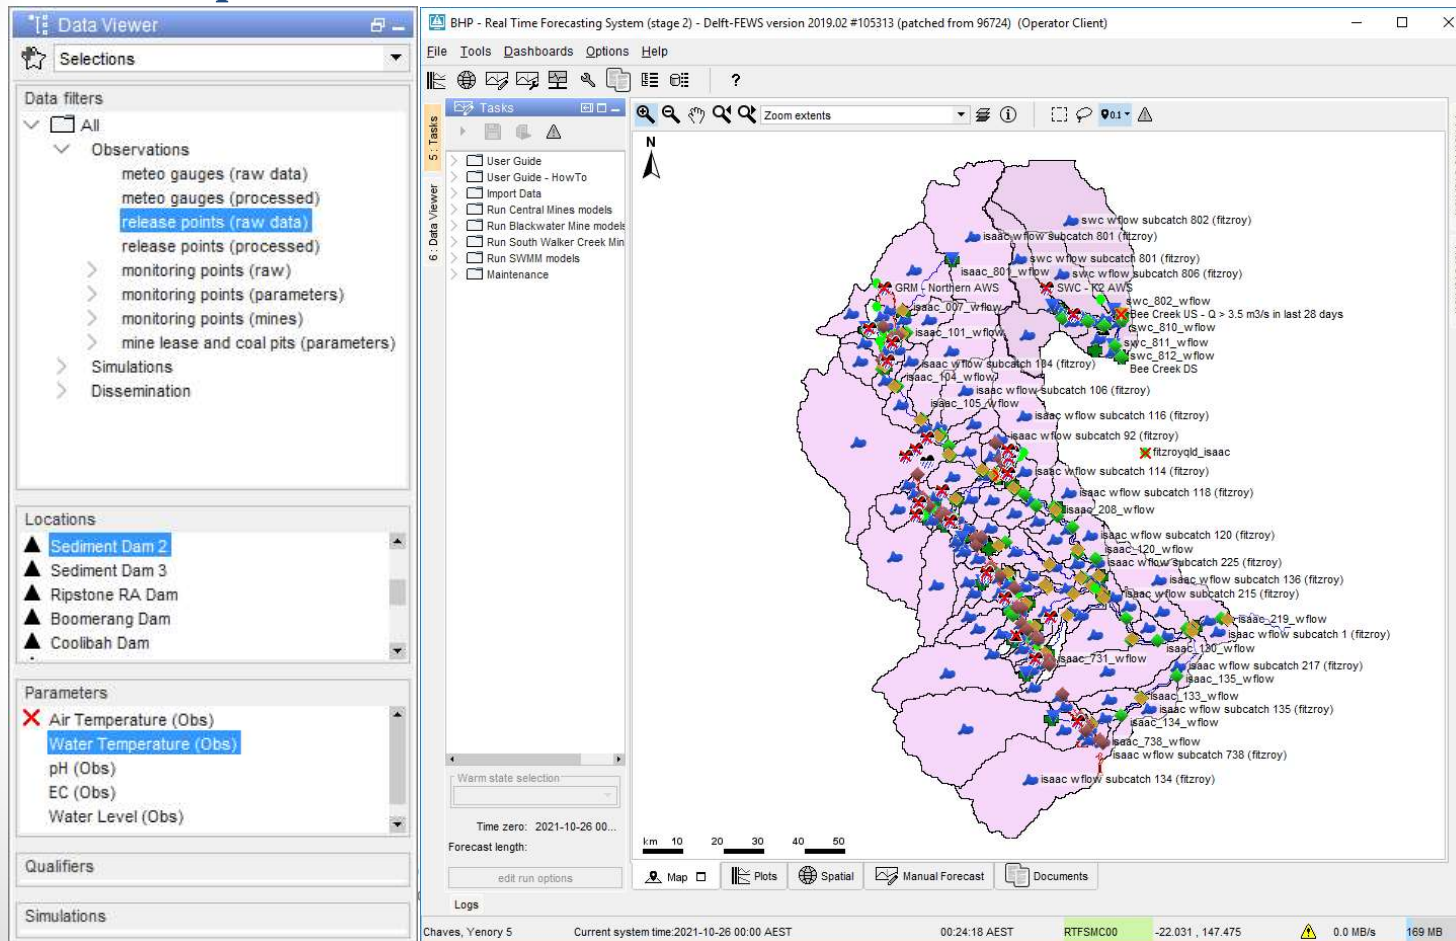 Data Viewer
Selections
Data filters
All
Observations
meteo gauges (raw data)
meteo gauges (processed)
release points (raw data)
release points (processed)
monitoring points (raw)
monitoring points (parameters)
monitoring points (mines)
mine lease and coal pits (parameters)
Simulations
Dissemination
Locations
Sediment Dam 2
Sediment Dam 3
Ripstone RA Dam
Boomerang Dam
Coolibah Dam
Parameters
Air Temperature (Obs)
Water Temperature (Obs)
pH (Obs)
EC (Obs)
Water Level (Obs)
Qualifiers
Simulations
BHP - Real Time Forecasting System (stage 2) - Delft-FEWS version 2019.02 #105313 (patched from 96724) (Operator Client)
File Tools Dashboards Options Help
?
5 : Tasks
6 : Data Viewer
Tasks
User Guide
User Guide - HowTo
Import Data
Run Central Mines models
Run Blackwater Mine models
Run South Walker Creek Min
Run SWMM models
Maintenance
Warm state selection
Time zero: 2021-10-26 00...
Forecast length:
edit run options
Zoom extents
0.1
N
swc wflow subcatch 802 (fitzroy)
isaac wflow subcatch 801 (fitzroy)
swc wflow subcatch 801 (fitzroy)
isaac_801_wflow
swc wflow subcatch 806 (fitzroy)
GRM - Northern AWS
SWC - K2 AWS
isaac_007_wflow
swc_802_wflow
Bee Creek US - Q > 3.5 m3/s in last 28 days
swc_810_wflow
isaac_101_wflow
swc_811_wflow
swc_812_wflow
isaac wflow subcatch 104 (fitzroy)
Bee Creek DS
isaac_104_wflow
isaac wflow subcatch 106 (fitzroy)
isaac_105_wflow
isaac wflow subcatch 116 (fitzroy)
isaac wflow subcatch 92 (fitzroy)
fitzroyqld_isaac
isaac wflow subcatch 114 (fitzroy)
isaac wflow subcatch 118 (fitzroy)
isaac_208_wflow
isaac wflow subcatch 120 (fitzroy)
isaac_120_wflow
isaac wflow subcatch 225 (fitzroy)
isaac wflow subcatch 136 (fitzroy)
isaac wflow subcatch 215 (fitzroy)
isaac_219_wflow
isaac wflow subcatch 1 (fitzroy)
isaac_130_wflow
isaac_731_wflow
isaac wflow subcatch 217 (fitzroy)
isaac_135_wflow
isaac_133_wflow
isaac wflow subcatch 135 (fitzroy)
isaac_134_wflow
isaac_738_wflow
isaac wflow subcatch 738 (fitzroy)
isaac wflow subcatch 134 (fitzroy)
km 10 20 30 40 50
Map Plots Spatial Manual Forecast Documents
Logs
Chaves, Yenory 5 Current system time:2021-10-26 00:00 AEST 00:24:18 AEST RTFSMC00 -22.031 , 147.475 0.0 MB/s 169 MB